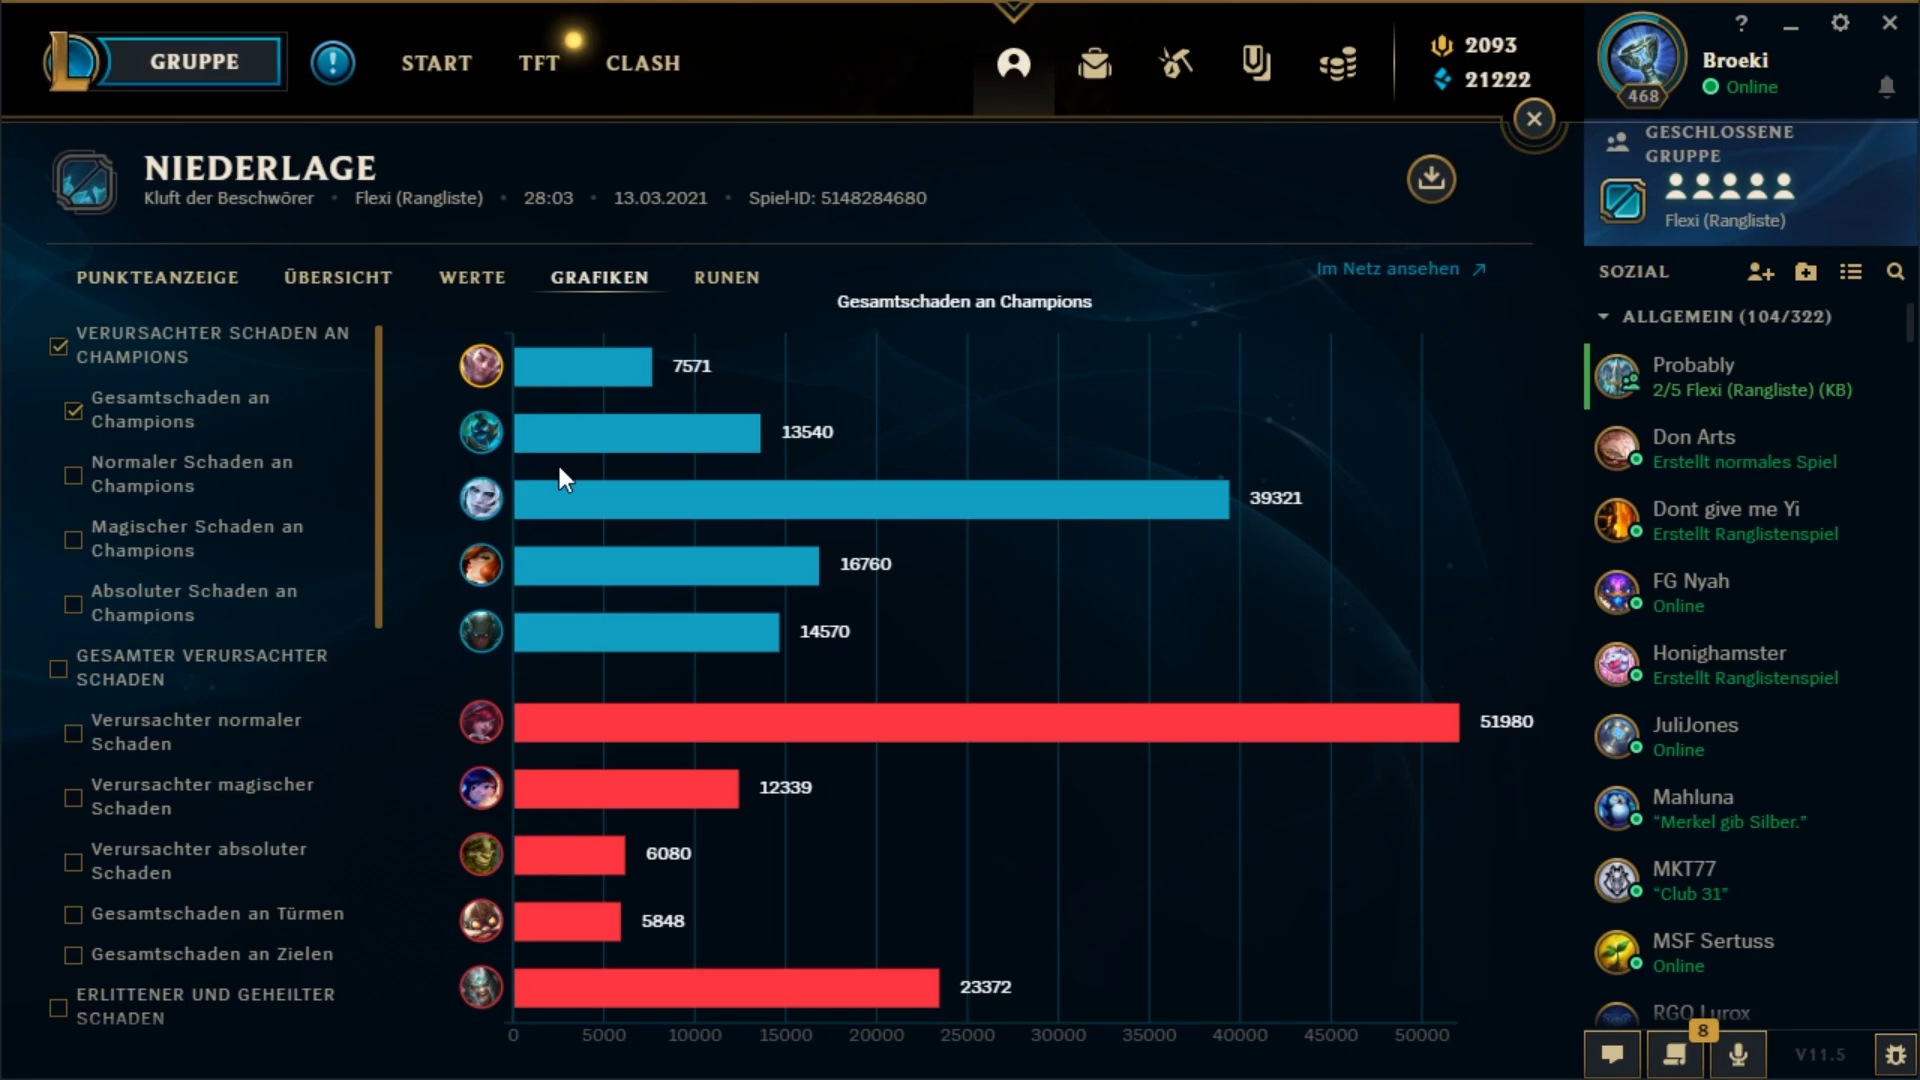 GRUPPE
START
TFT
CLASH
2093
21222
468
Broeki
Online
NIEDERLAGE
Kluft der Beschwörer • Flexi (Rangliste) • 28:03 • 13.03.2021 • Spiel-ID: 5148284680
PUNKTEANZEIGE
ÜBERSICHT
WERTE
GRAFIKEN
RUNEN
Im Netz ansehen
VERURSACHTER SCHADEN AN
CHAMPIONS
Gesamtschaden an
Champions
Normaler Schaden an
Champions
Magischer Schaden an
Champions
Absoluter Schaden an
Champions
GESAMTER VERURSACHTER
SCHADEN
Verursachter normaler
Schaden
Verursachter magischer
Schaden
Verursachter absoluter
Schaden
Gesamtschaden an Türmen
Gesamtschaden an Zielen
ERLITTENER UND GEHEILTER
SCHADEN
Gesamtschaden an Champions
7571
13540
39321
16760
14570
51980
12339
6080
5848
23372
0 5000 10000 15000 20000 25000 30000 35000 40000 45000 50000
GESCHLOSSENE
GRUPPE
Flexi (Rangliste)
SOZIAL
ALLGEMEIN (104/322)
Probably
2/5 Flexi (Rangliste) (KB)
Don Arts
Erstellt normales Spiel
Dont give me Yi
Erstellt Ranglistenspiel
FG Nyah
Online
Honighamster
Erstellt Ranglistenspiel
JuliJones
Online
Mahluna
“Merkel gib Silber.”
MKT77
“Club 31”
MSF Sertuss
Online
RGO Lurox
8
V11.5